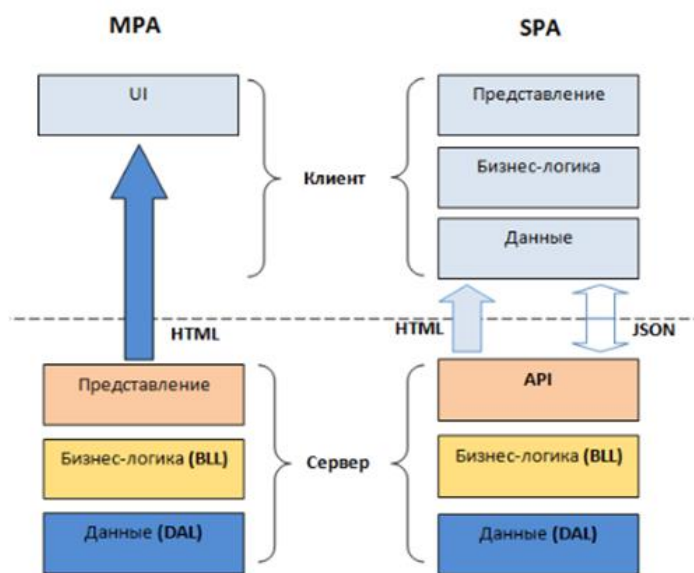 MPA
SPA
UI
Представление
Бизнес-логика
Клиент
Данные
HTML
HTML
JSON
Представление
API
Бизнес-логика (BLL)
Сервер
Бизнес-логика (BLL)
Данные (DAL)
Данные (DAL)